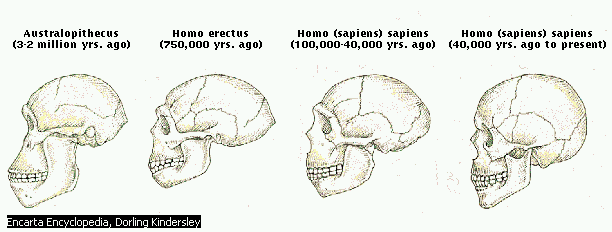 Australopithecus
(3-2 million yrs. ago)
Homo erectus
(750,000 yrs. ago)
Homo (sapiens) sapiens
(100,000-40,000 yrs. ago)
Homo (sapiens) sapiens
(40,000 yrs. ago to present)
Encarta Encyclopedia, Dorling Kindersley